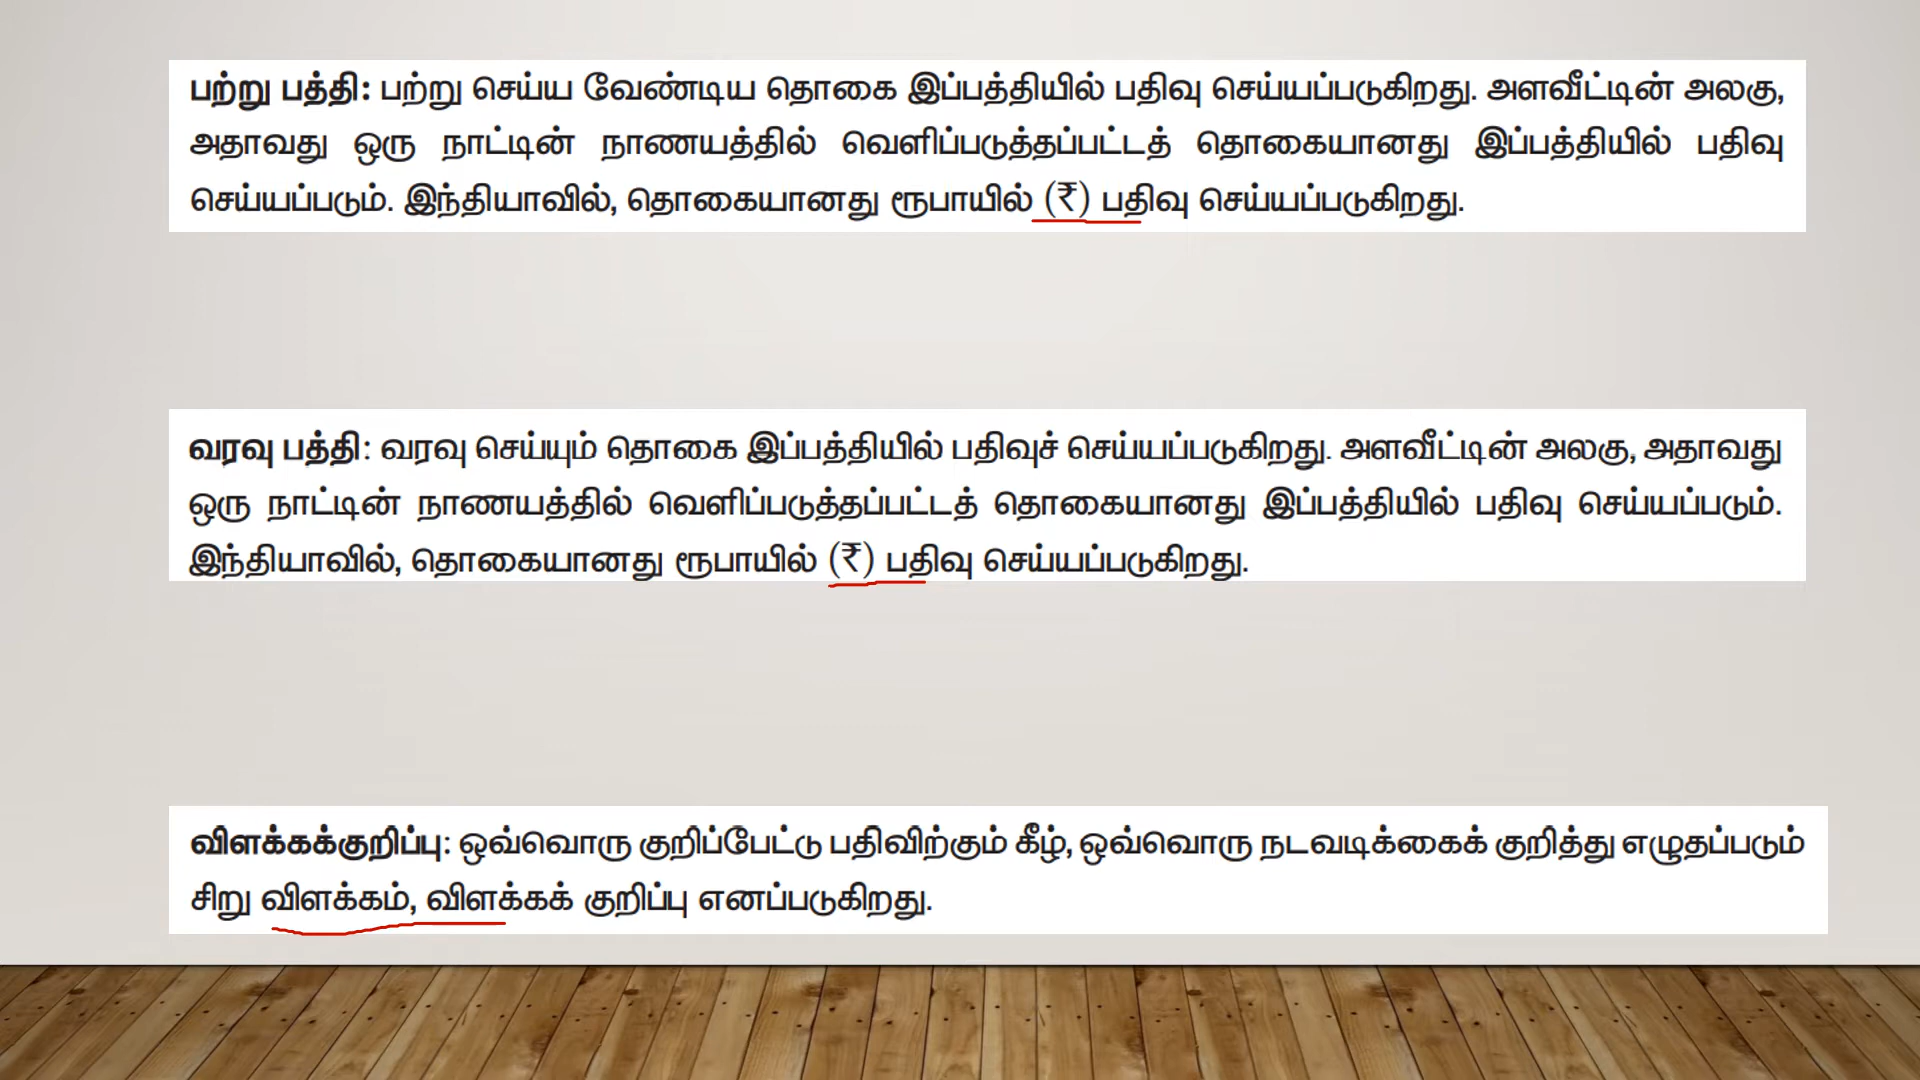 பற்று பத்தி: பற்று செய்ய வேண்டிய தொகை இப்பத்தியில் பதிவு செய்யப்படுகிறது. அளவீட்டின் அலகு,
அதாவது ஒரு நாட்டின் நாணயத்தில் வெளிப்படுத்தப்பட்டத் தொகையானது இப்பத்தியில் பதிவு
செய்யப்படும். இந்தியாவில், தொகையானது ரூபாயில் (₹) பதிவு செய்யப்படுகிறது.
வரவு பத்தி: வரவு செய்யும் தொகை இப்பத்தியில் பதிவுச் செய்யப்படுகிறது. அளவீட்டின் அலகு, அதாவது
ஒரு நாட்டின் நாணயத்தில் வெளிப்படுத்தப்பட்டத் தொகையானது இப்பத்தியில் பதிவு செய்யப்படும்.
இந்தியாவில், தொகையானது ரூபாயில் (₹) பதிவு செய்யப்படுகிறது.
விளக்கக்குறிப்பு: ஒவ்வொரு குறிப்பேட்டு பதிவிற்கும் கீழ், ஒவ்வொரு நடவடிக்கைக் குறித்து எழுதப்படும்
சிறு விளக்கம், விளக்கக் குறிப்பு எனப்படுகிறது.